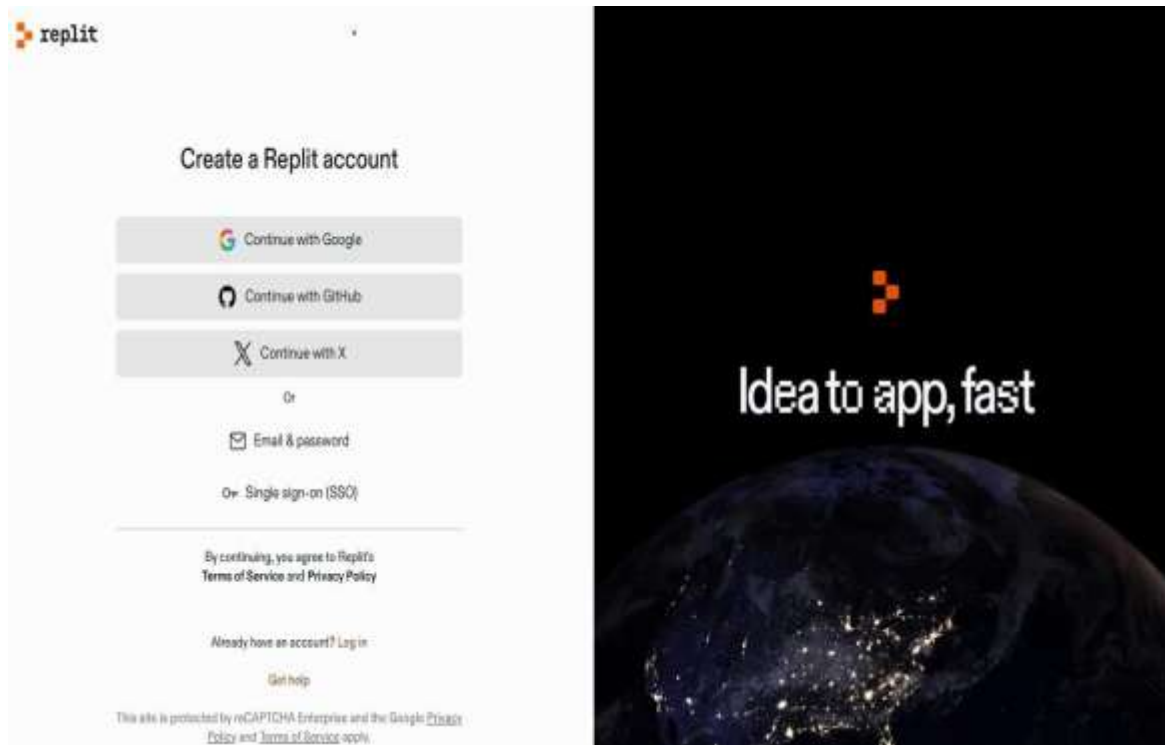 replit
Create a Replit account
Continue with Google
Continue with GitHub
Continue with X
Or
Email & password
Single sign-on (SSO)
By continuing, you agree to Replit's
Terms of Service and Privacy Policy
Already have an account? Log in
Get help
This site is protected by reCAPTCHA Enterprise and the Google Privacy
Policy and Terms of Service apply.
Idea to app, fast